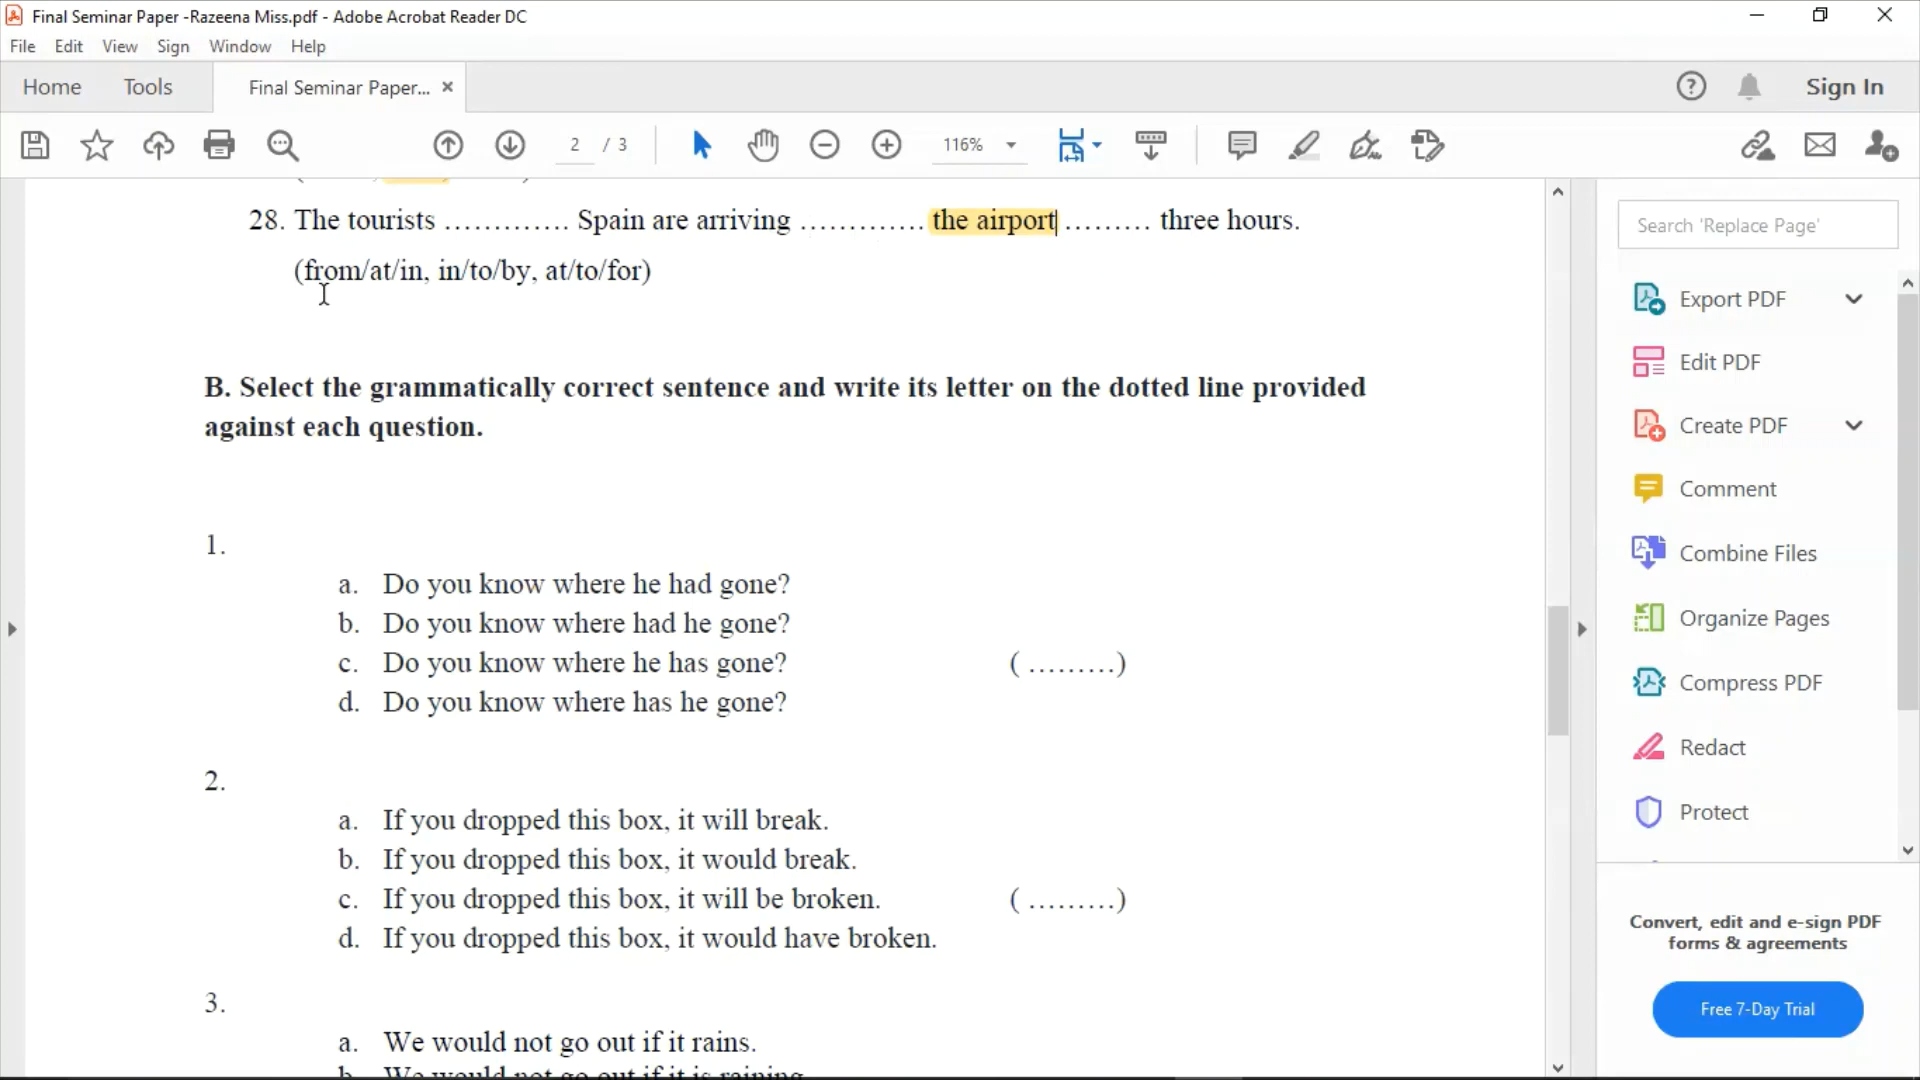 Final Seminar Paper -Razeena Miss.pdf - Adobe Acrobat Reader DC
File Edit View Sign Window Help
Home Tools Final Seminar Paper... × Sign In
2 / 3 116%
28. The tourists …………. Spain are arriving …………. the airport ……… three hours.
(from/at/in, in/to/by, at/to/for)
B. Select the grammatically correct sentence and write its letter on the dotted line provided
against each question.
1.
a. Do you know where he had gone?
b. Do you know where had he gone?
c. Do you know where he has gone? ( ………)
d. Do you know where has he gone?
2.
a. If you dropped this box, it will break.
b. If you dropped this box, it would break.
c. If you dropped this box, it will be broken. ( ………)
d. If you dropped this box, it would have broken.
3.
a. We would not go out if it rains.
b. We would not go out if it is raining
Search 'Replace Page'
Export PDF
Edit PDF
Create PDF
Comment
Combine Files
Organize Pages
Compress PDF
Redact
Protect
Convert, edit and e-sign PDF
forms & agreements
Free 7-Day Trial